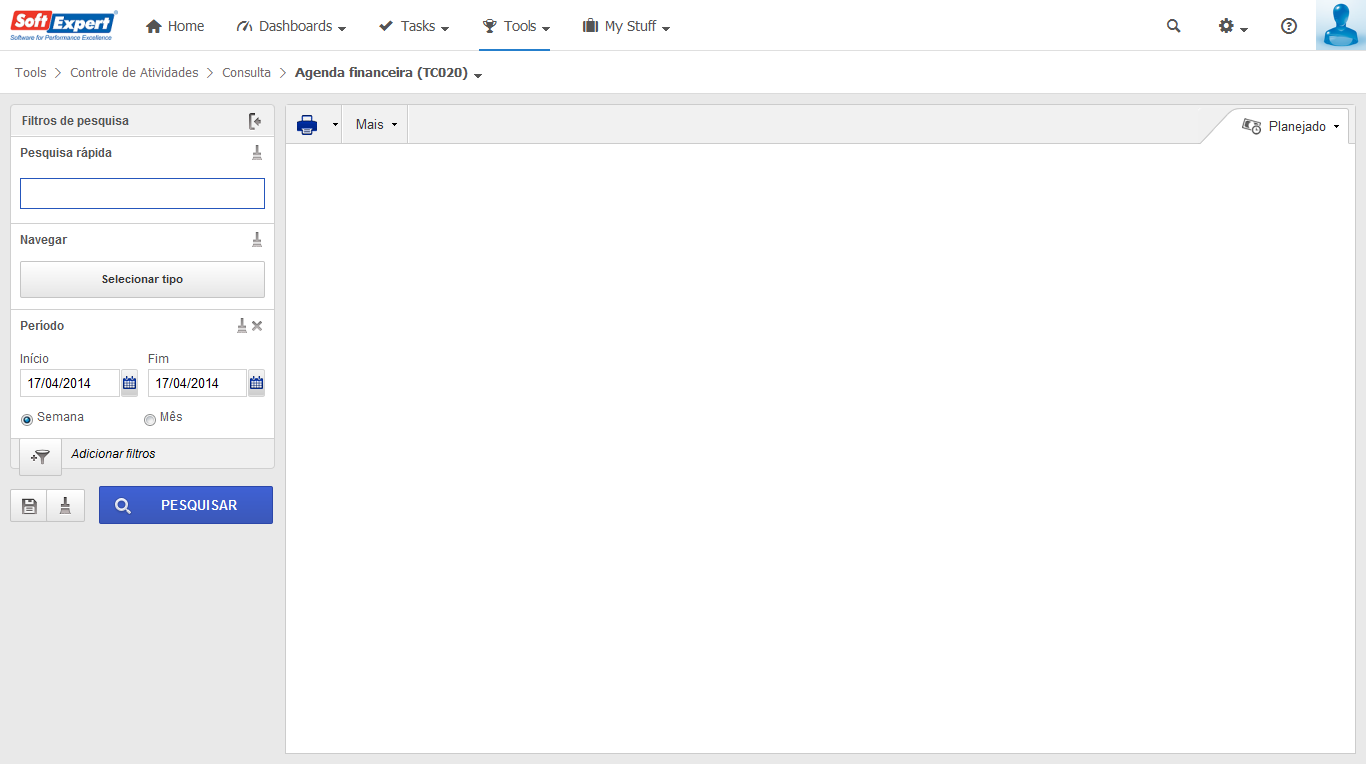 SoftExpert®
Software for Performance Excellence
Home
Dashboards
Tasks
Tools
My Stuff
Tools > Controle de Atividades > Consulta > Agenda financeira (TC020)
Filtros de pesquisa
Mais
Planejado
Pesquisa rápida
Navegar
Selecionar tipo
Período
Início Fim
17/04/2014 17/04/2014
Semana Mês
Adicionar filtros
PESQUISAR